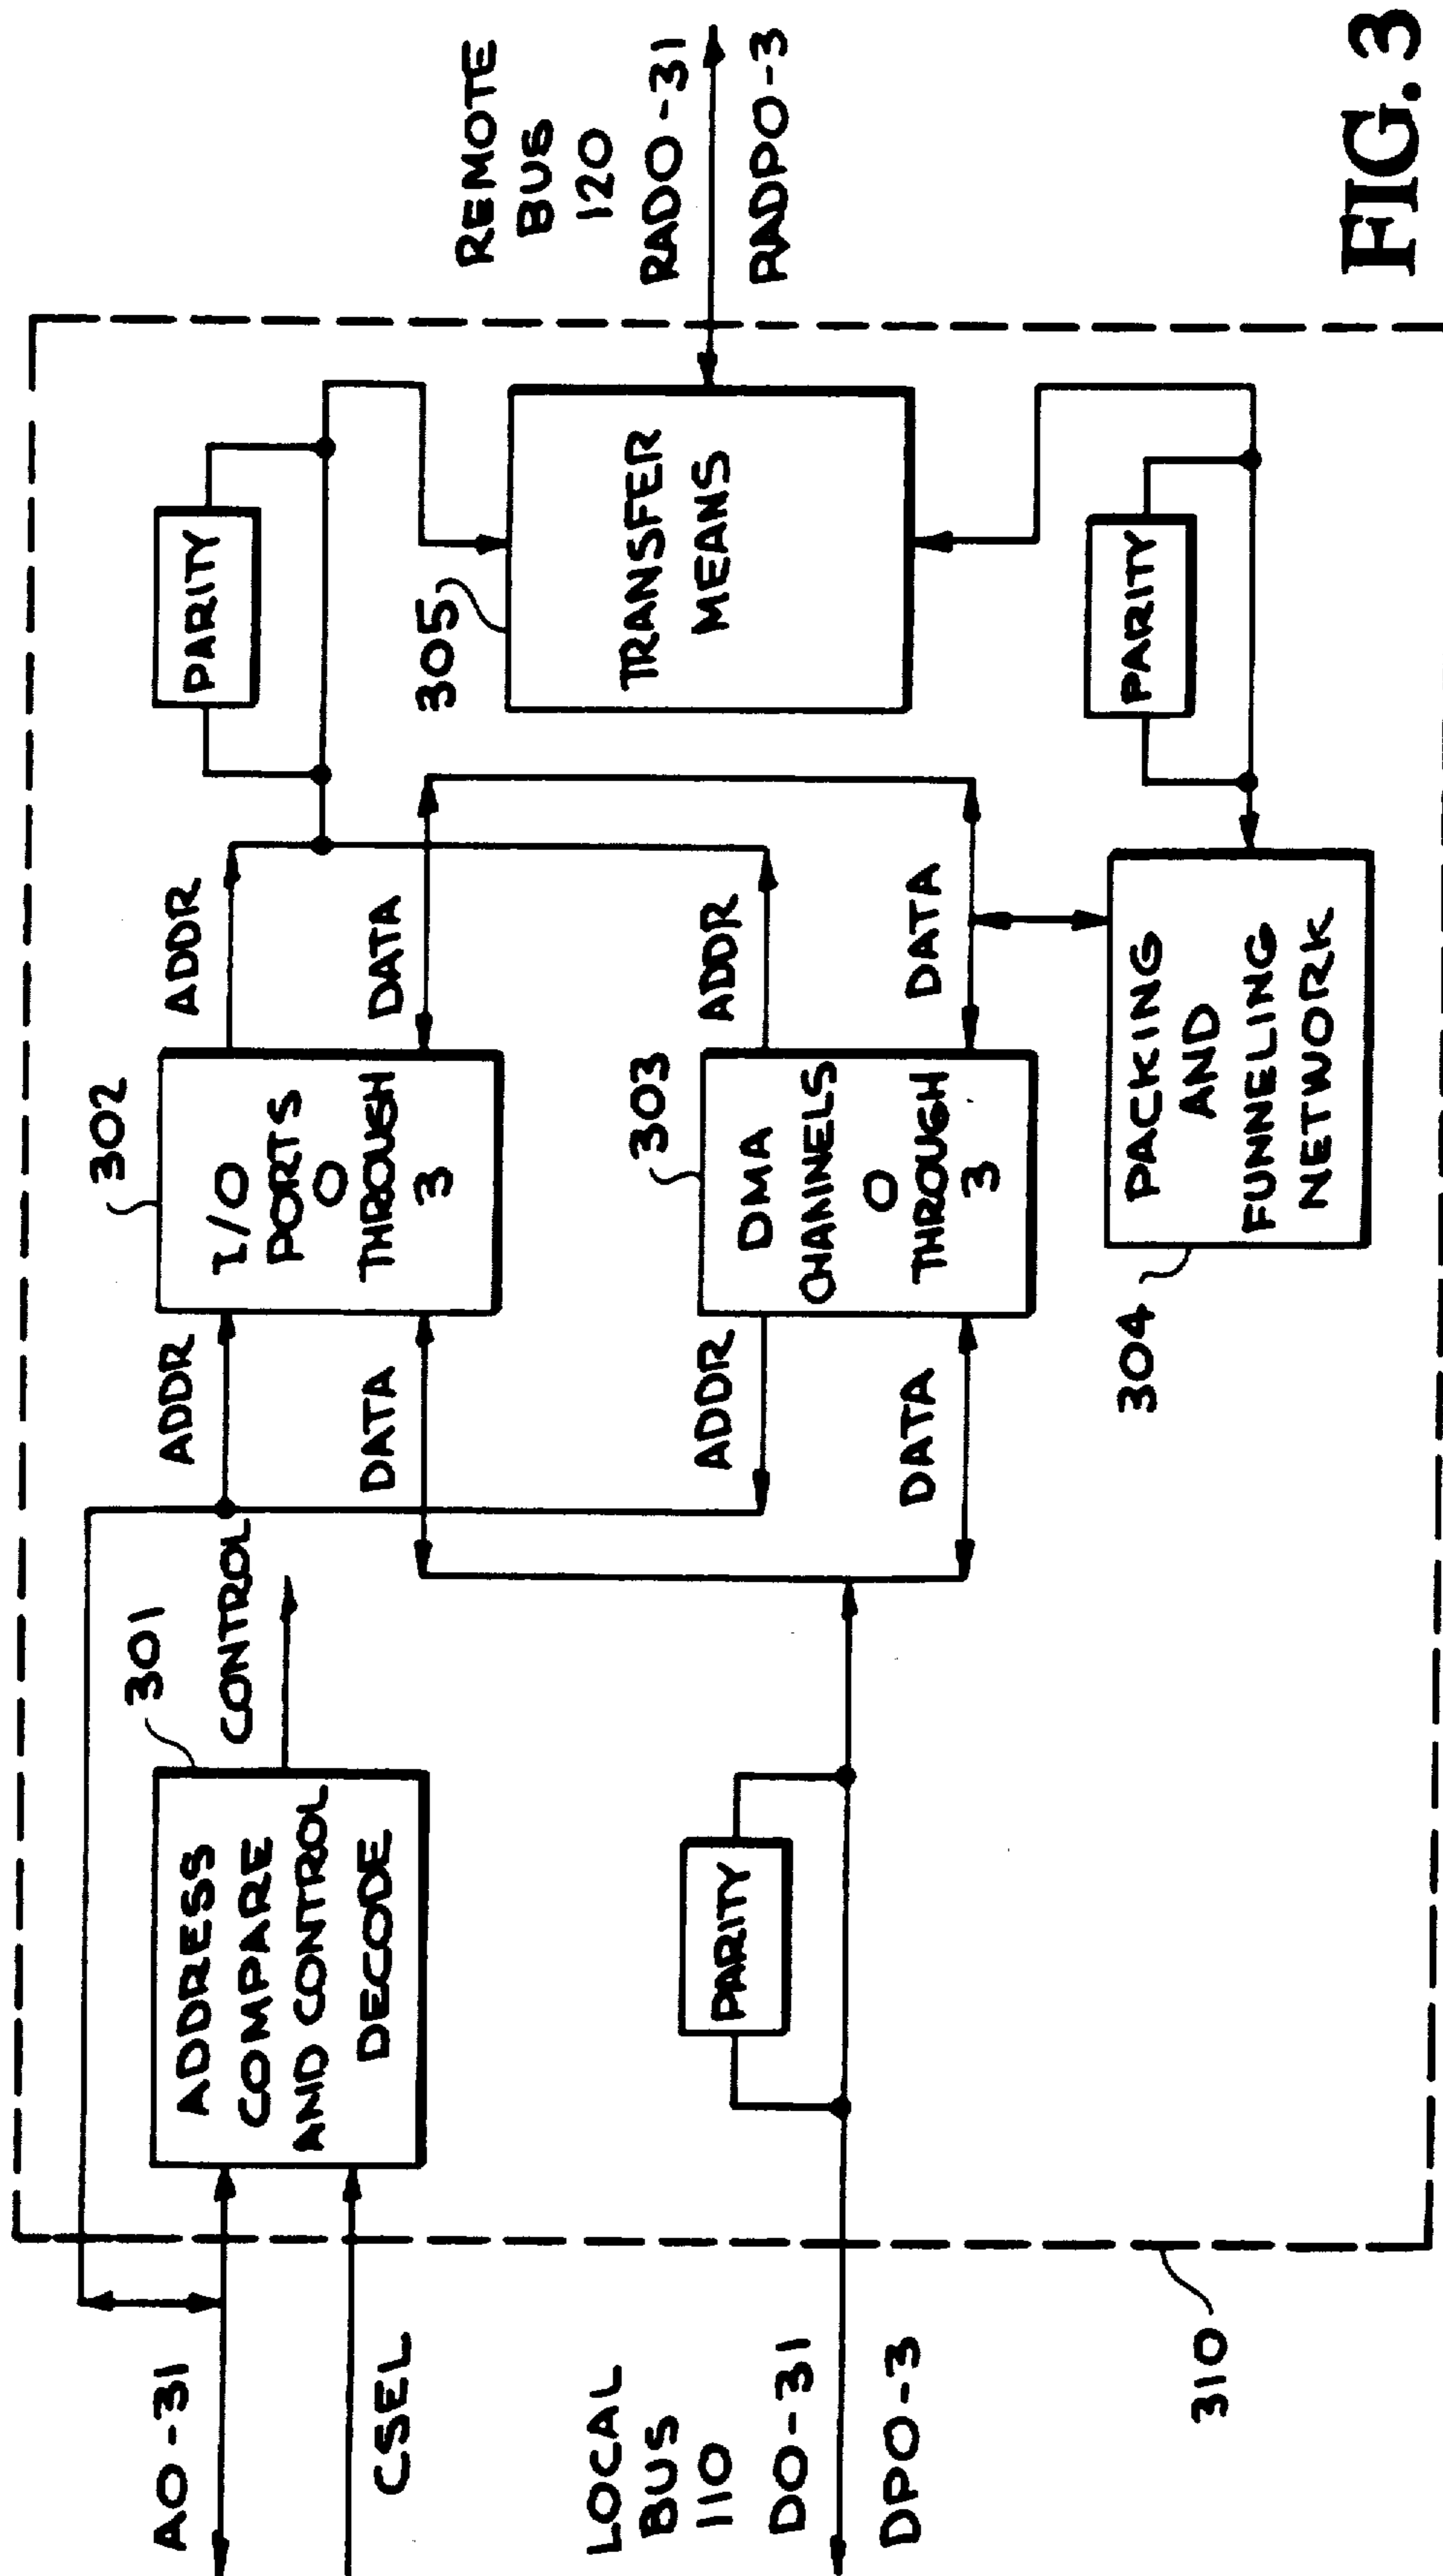 A0-31
CSEL
LOCAL
BUS
110
D0-31
DP0-3
310
ADDRESS
COMPARE
AND CONTROL
DECODE
301
CONTROL
PARITY
ADDR
DATA
ADDR
DATA
302
I/O
PORTS
0
THROUGH
3
303
DMA
CHANNELS
0
THROUGH
3
304
PACKING
AND
FUNNELING
NETWORK
ADDR
DATA
ADDR
DATA
PARITY
305
TRANSFER
MEANS
PARITY
REMOTE
BUS
120
RAD0-31
RADP0-3
FIG. 3